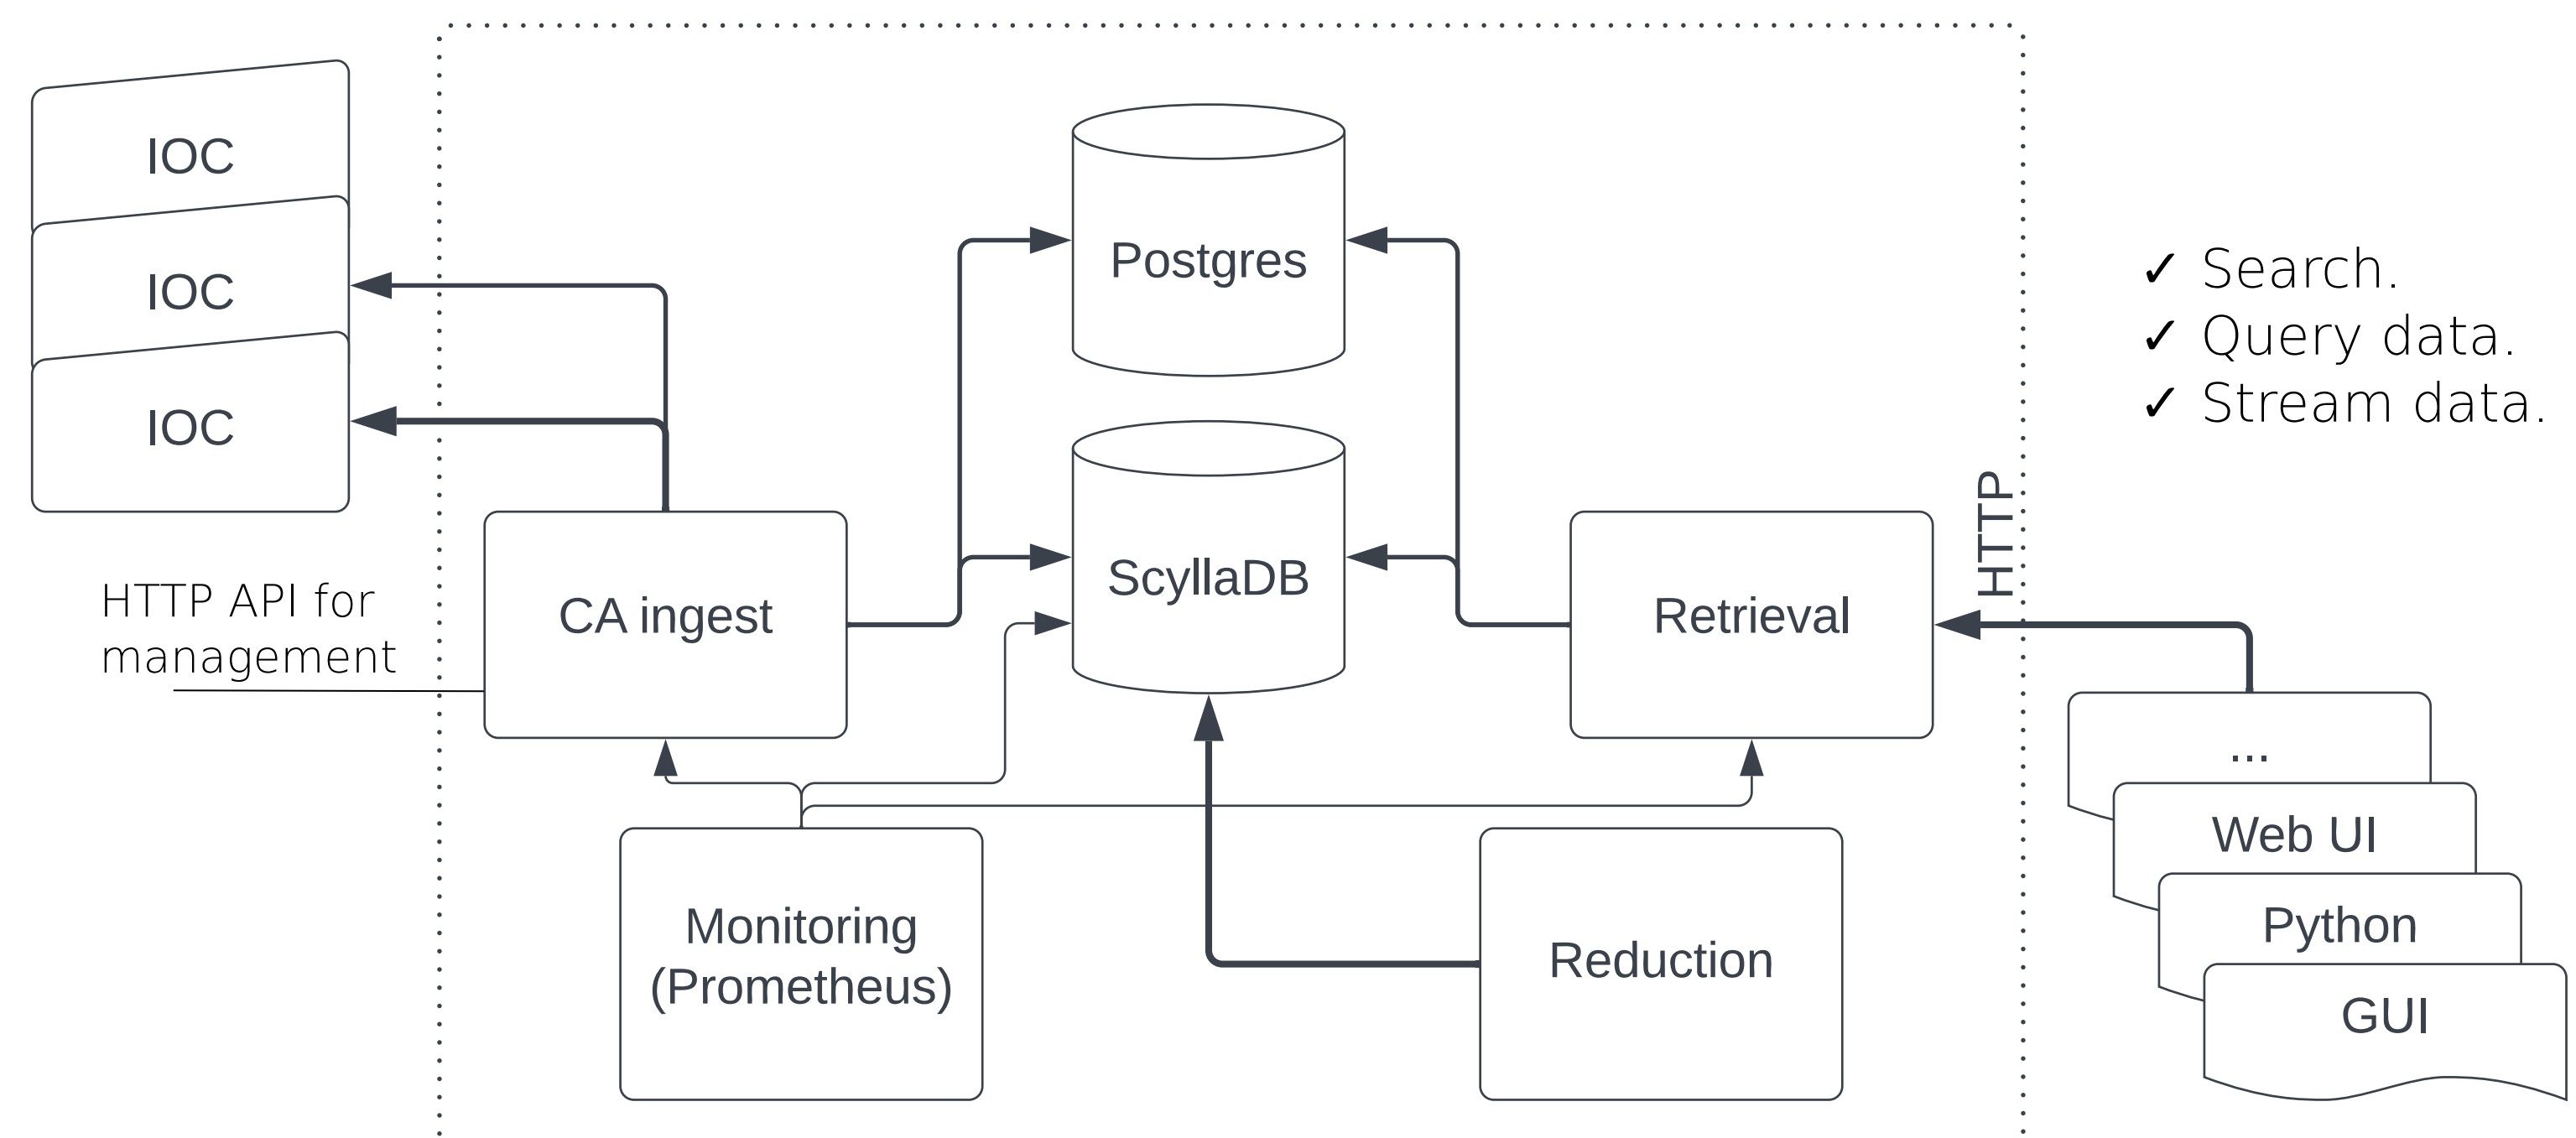 IOC
IOC
IOC
HTTP API for
management
CA ingest
Postgres
ScyllaDB
Retrieval
HTTP
✓ Search.
✓ Query data.
✓ Stream data.
Monitoring
(Prometheus)
Reduction
...
Web UI
Python
GUI